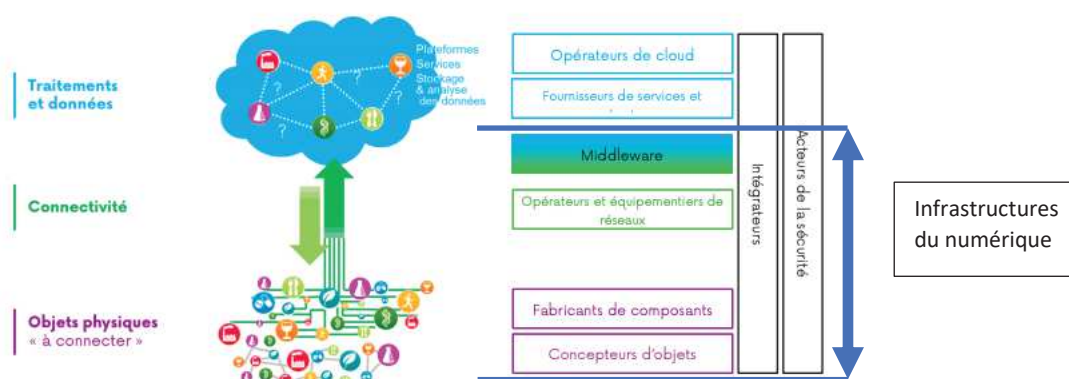 Traitements
et données
Plateformes
Services
Stockage
& analyse
des données
?
?
?
?
Opérateurs de cloud
Fournisseurs de services et
Middleware
Connectivité
Opérateurs et équipementiers de
réseaux
Objets physiques
« à connecter »
Fabricants de composants
Concepteurs d'objets
Intégrateurs
Acteurs de la sécurité
Infrastructures
du numérique